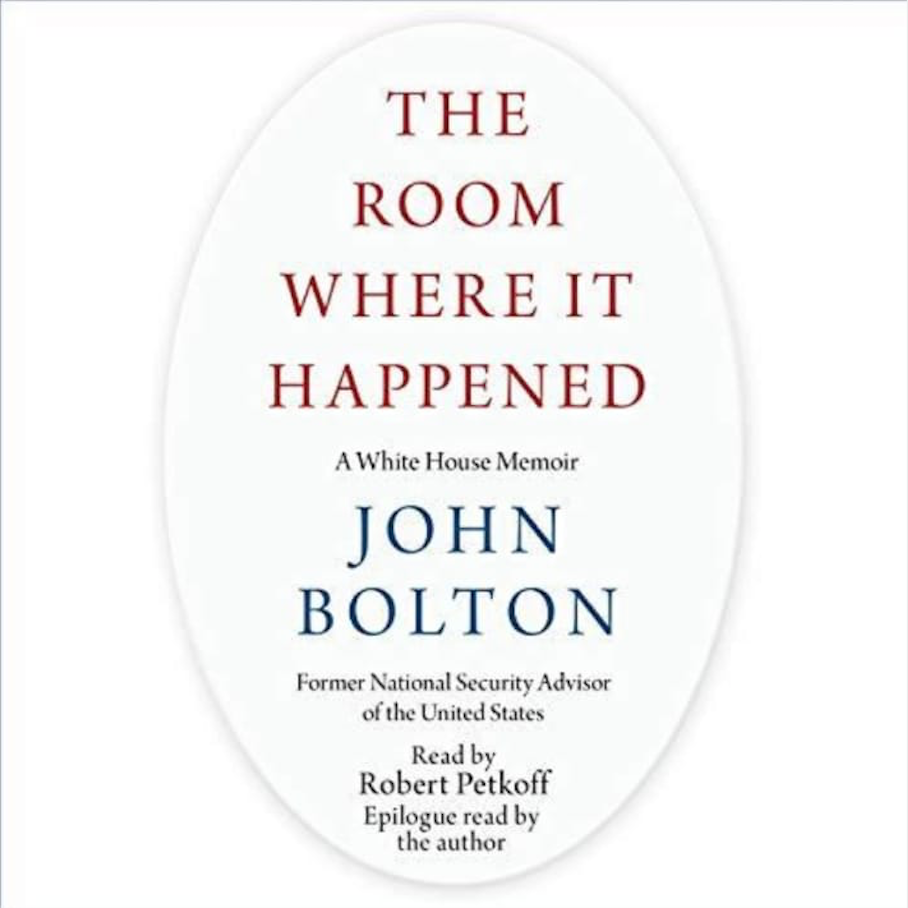 THE
ROOM
WHERE IT
HAPPENED
A White House Memoir
JOHN
BOLTON
Former National Security Advisor
of the United States
Read by
Robert Petkoff
Epilogue read by
the author